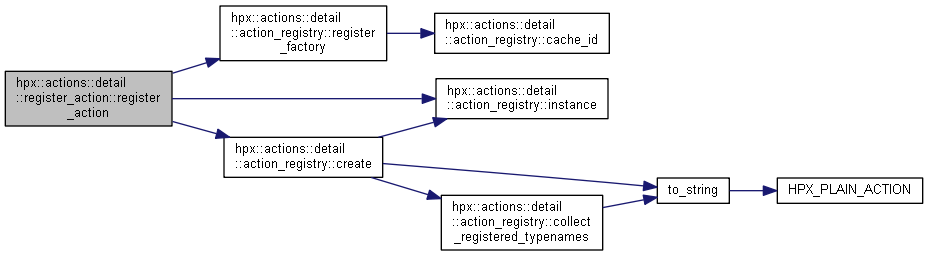 hpx::actions::detail
::register_action::register
_action
hpx::actions::detail
::action_registry::register
_factory
hpx::actions::detail
::action_registry::cache_id
hpx::actions::detail
::action_registry::instance
hpx::actions::detail
::action_registry::create
hpx::actions::detail
::action_registry::collect
_registered_typenames
to_string
HPX_PLAIN_ACTION